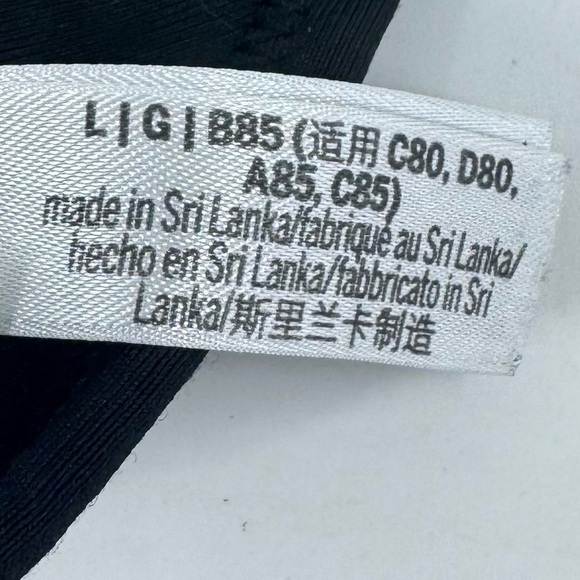 L | G | B85 (适用 C80, D80,
A85, C85)
made in Sri Lanka/fabriqué au Sri Lanka/
hecho en Sri Lanka/fabbricato in Sri
Lanka/斯里兰卡制造